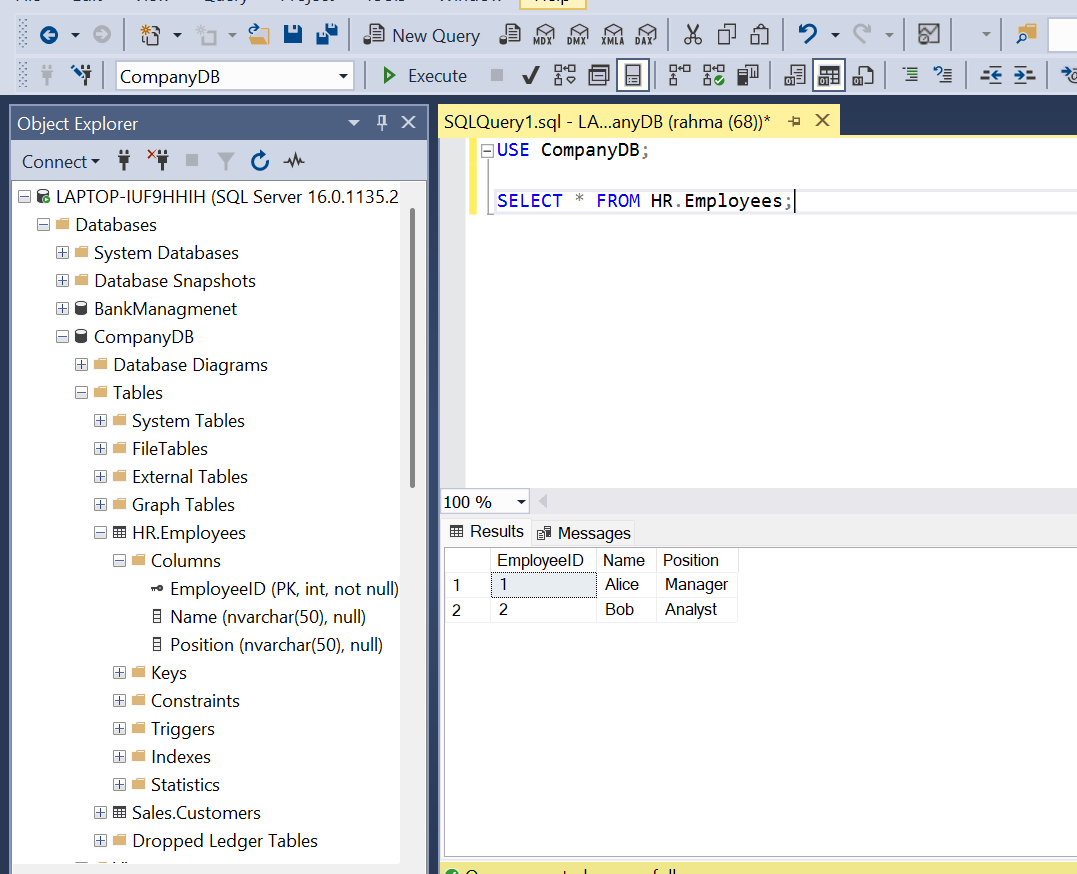 New Query
MDX
DMX
XMLA
DAX
CompanyDB
Execute
Object Explorer
SQLQuery1.sql - LA...anyDB (rahma (68))*
Connect
LAPTOP-IUF9HHIH (SQL Server 16.0.1135.2
Databases
System Databases
Database Snapshots
BankManagmenet
CompanyDB
Database Diagrams
Tables
System Tables
FileTables
External Tables
Graph Tables
HR.Employees
Columns
EmployeeID (PK, int, not null)
Name (nvarchar(50), null)
Position (nvarchar(50), null)
Keys
Constraints
Triggers
Indexes
Statistics
Sales.Customers
Dropped Ledger Tables
USE CompanyDB;
SELECT * FROM HR.Employees;
100 %
Results
Messages
EmployeeID Name Position
1 1 Alice Manager
2 2 Bob Analyst